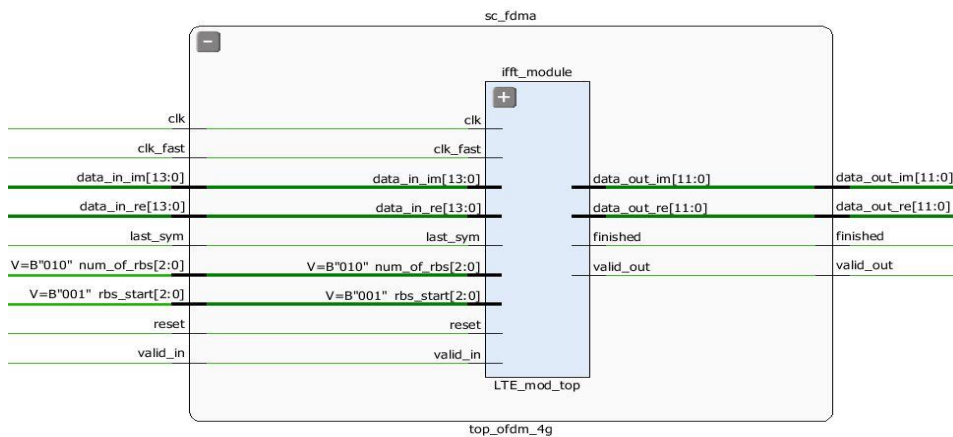 sc_fdma
−
ifft_module
+
clk clk
clk_fast clk_fast
data_in_im[13:0] data_in_im[13:0] data_out_im[11:0] data_out_im[11:0]
data_in_re[13:0] data_in_re[13:0] data_out_re[11:0] data_out_re[11:0]
last_sym last_sym finished finished
V=B"010" num_of_rbs[2:0] V=B"010" num_of_rbs[2:0] valid_out valid_out
V=B"001" rbs_start[2:0] V=B"001" rbs_start[2:0]
reset reset
valid_in valid_in
LTE_mod_top
top_ofdm_4g